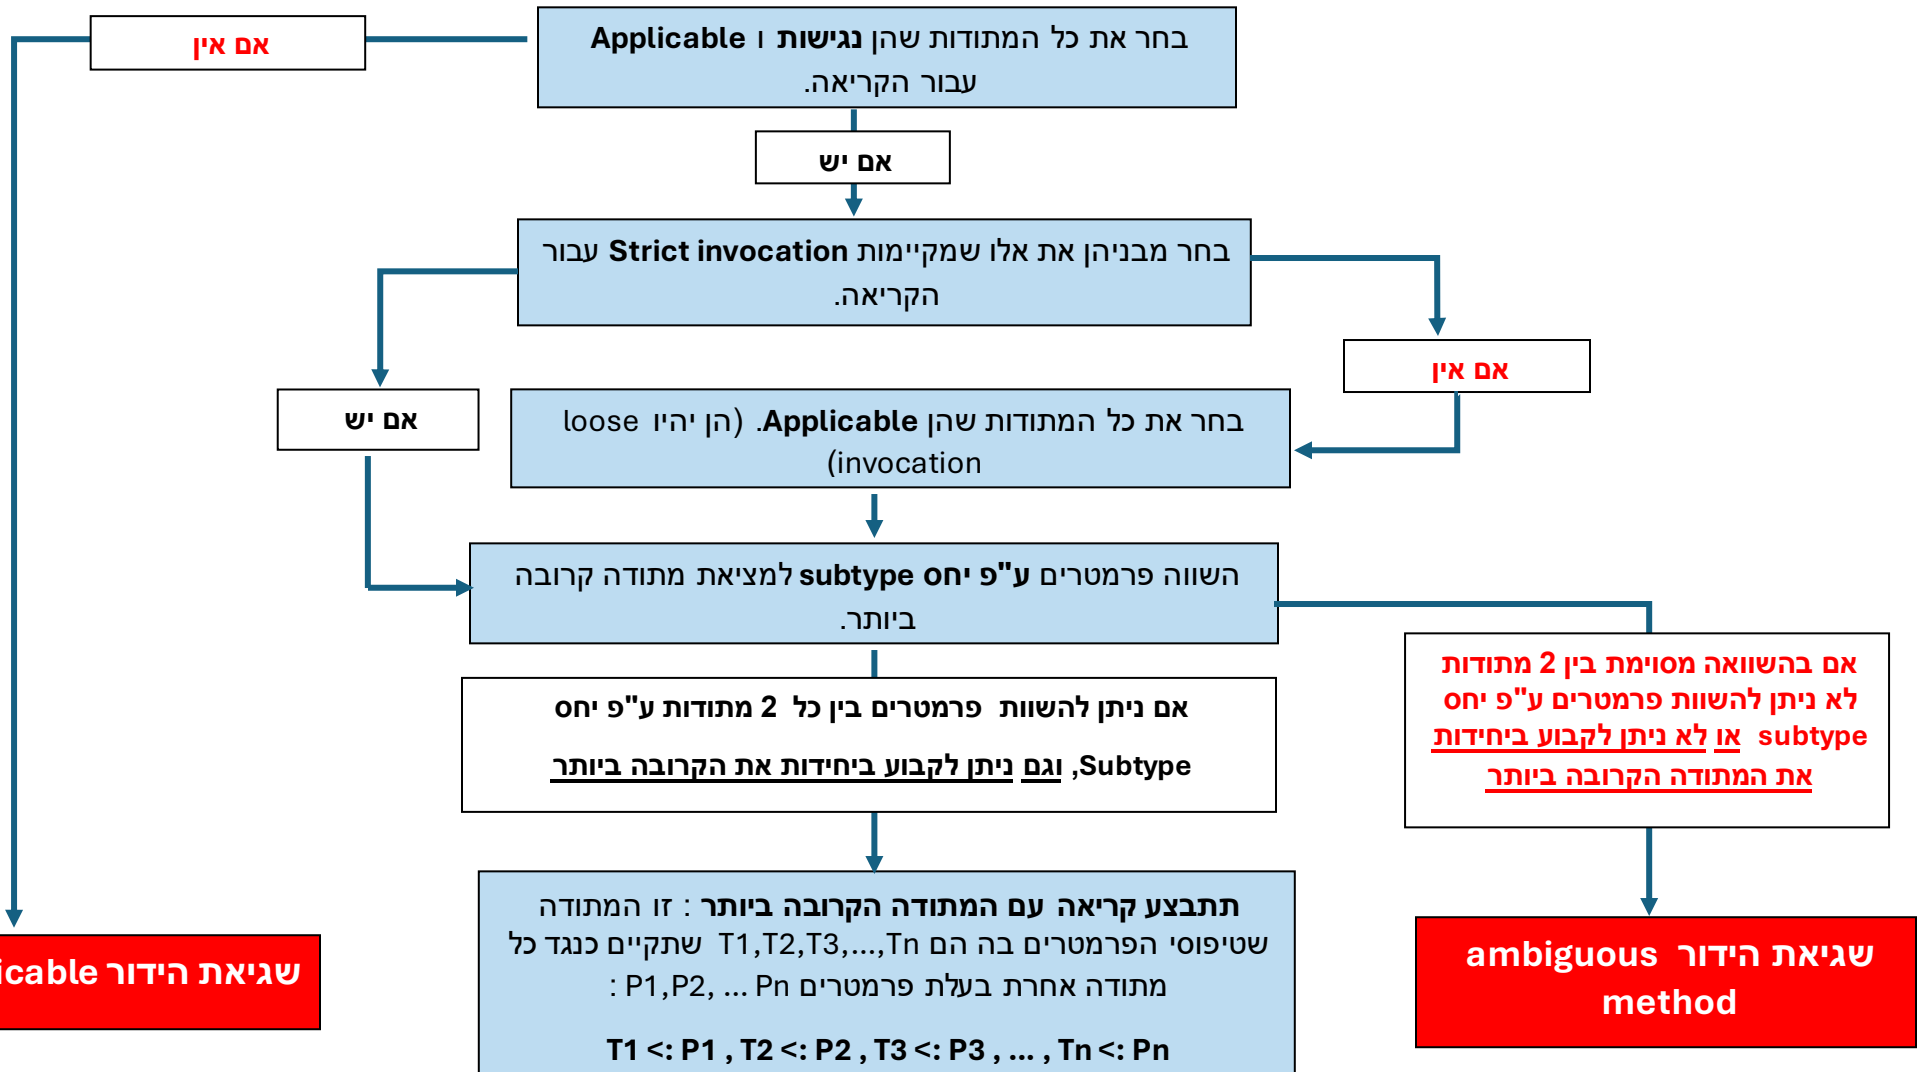 בחר את כל המתודות שהן נגישות ו Applicable
עבור הקריאה.
אם אין
אם יש
בחר מבניהן את אלו שמקיימות Strict invocation עבור
הקריאה.
אם אין
אם יש
בחר את כל המתודות שהן Applicable. (הן יהיו loose
invocation)
השווה פרמטרים ע"פ יחס subtype למציאת מתודה קרובה
ביותר.
אם ניתן להשוות פרמטרים בין כל 2 מתודות ע"פ יחס
Subtype, וגם ניתן לקבוע ביחידות את הקרובה ביותר
אם בהשוואה מסוימת בין 2 מתודות
לא ניתן להשוות פרמטרים ע"פ יחס
subtype או לא ניתן לקבוע ביחידות
את המתודה הקרובה ביותר
תתבצע קריאה עם המתודה הקרובה ביותר : זו המתודה
שטיפוסי הפרמטרים בה הם T1,T2,T3,...,Tn שתקיים כנגד כל
מתודה אחרת בעלת פרמטרים P1,P2, ... Pn :
T1 <: P1 , T2 <: P2 , T3 <: P3 , ... , Tn <: Pn
שגיאת הידור ambiguous
method
שגיאת הידור icable